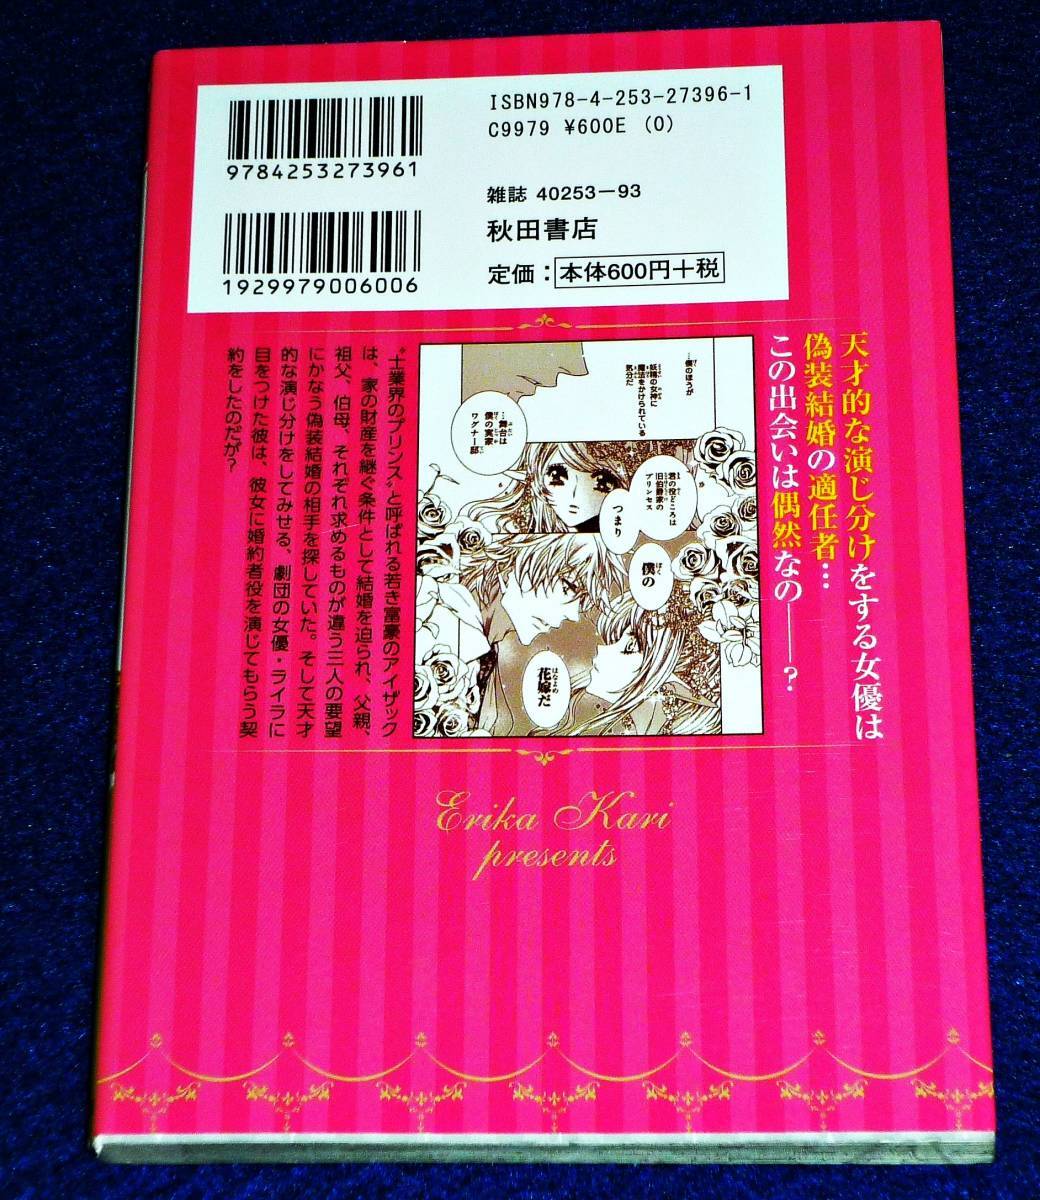 ISBN978-4-253-27396-1
C9979 ¥600E (0)
9784253273961
雑誌 40253−93
秋田書店
1929979006006
定価：本体600円＋税
天才的な演じ分けをする女優は
偽装結婚の適任者…
この出会いは偶然なの――？
…僕のほうが
妖精の女神に
魔法をかけられている
気分だ
…舞台は
僕の実家
ワグナー邸
君の役どころは
旧伯爵家の
プリンセス
つまり
僕の
花嫁だ
業界のプリンス〟と呼ばれる若き富豪のアイザック
は、家の財産を継ぐ条件として結婚を迫られ、父親、
祖父、伯母、それぞれ求めるものが違う三人の要望
にかなう偽装結婚の相手を探していた。そして天才
的な演じ分けをしてみせる、劇団の女優・ライラに
目をつけた彼は、彼女に婚約者役を演じてもらう契
約をしたのだが？
Erika Kari
presents